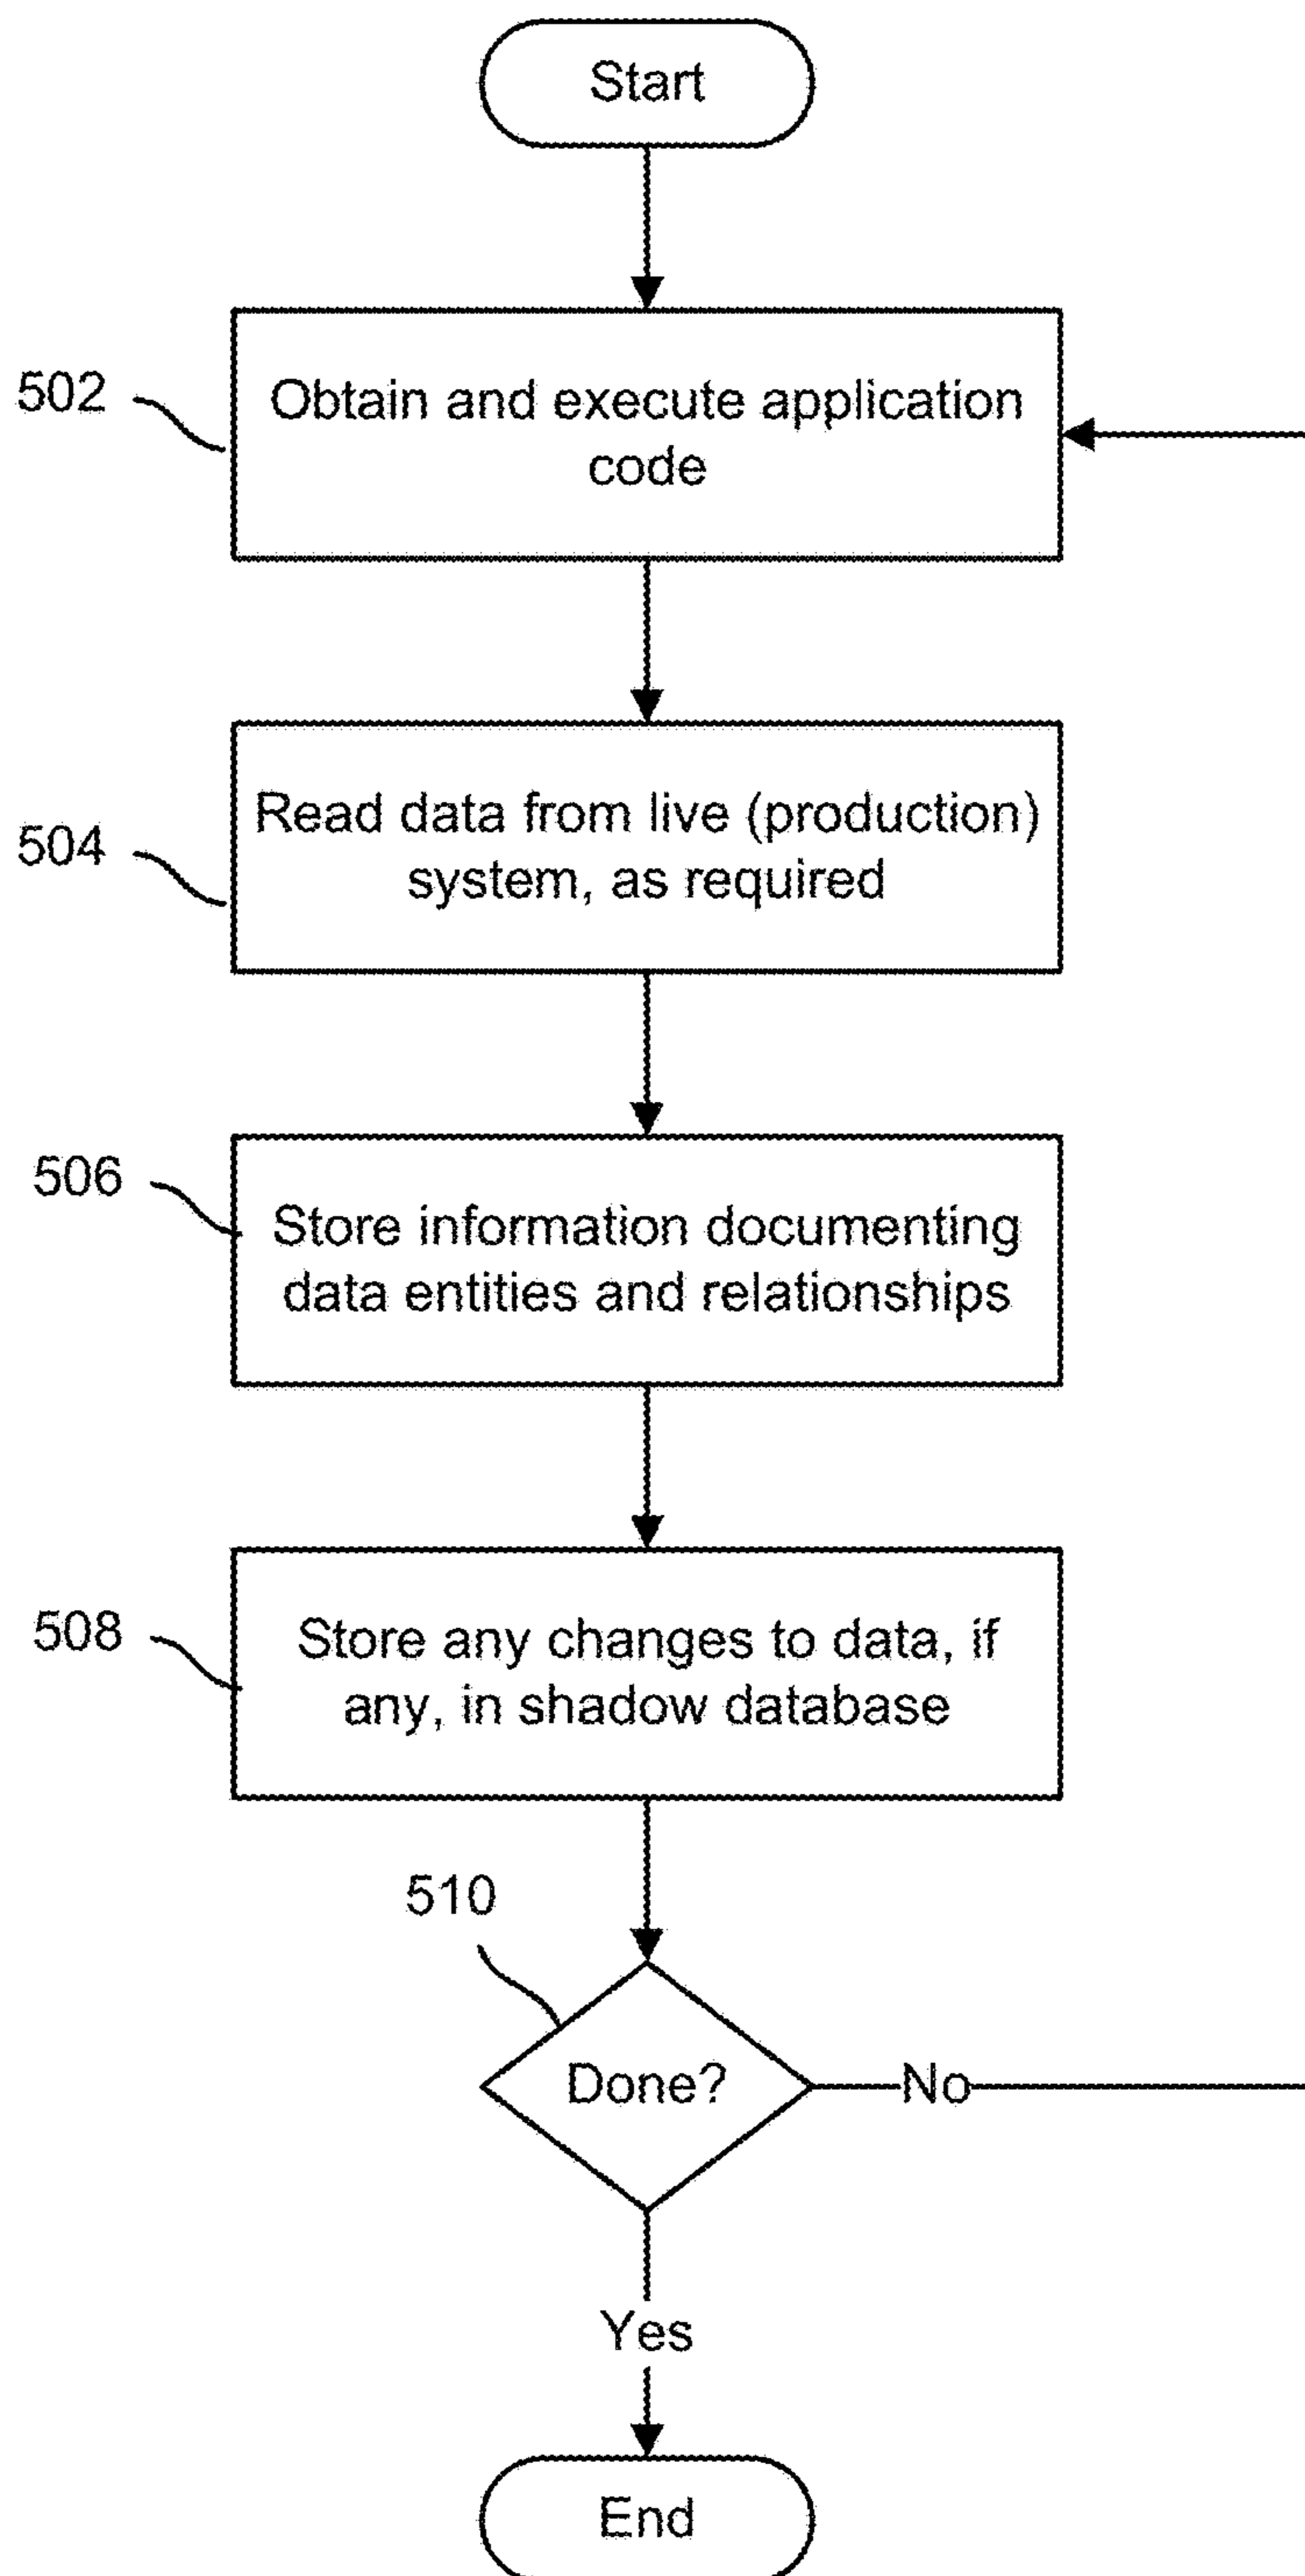 Start
502
Obtain and execute application
code
504
Read data from live (production)
system, as required
506
Store information documenting
data entities and relationships
508
Store any changes to data, if
any, in shadow database
510
Done?
No
Yes
End